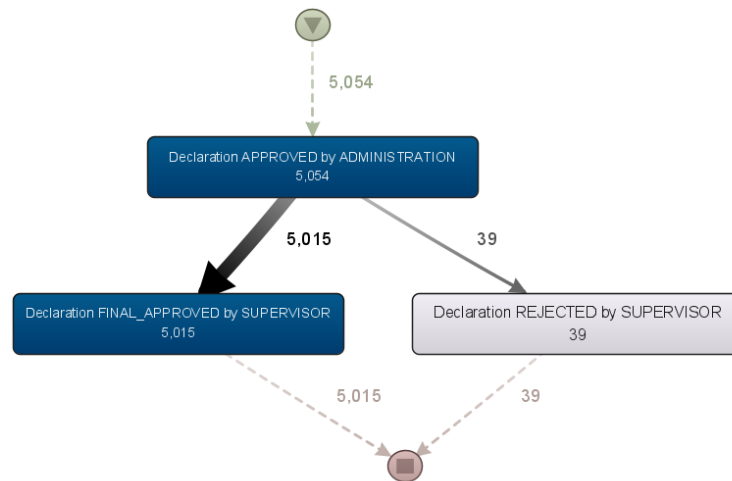 5,054
Declaration APPROVED by ADMINISTRATION
5,054
5,015
39
Declaration FINAL_APPROVED by SUPERVISOR
5,015
Declaration REJECTED by SUPERVISOR
39
5,015
39